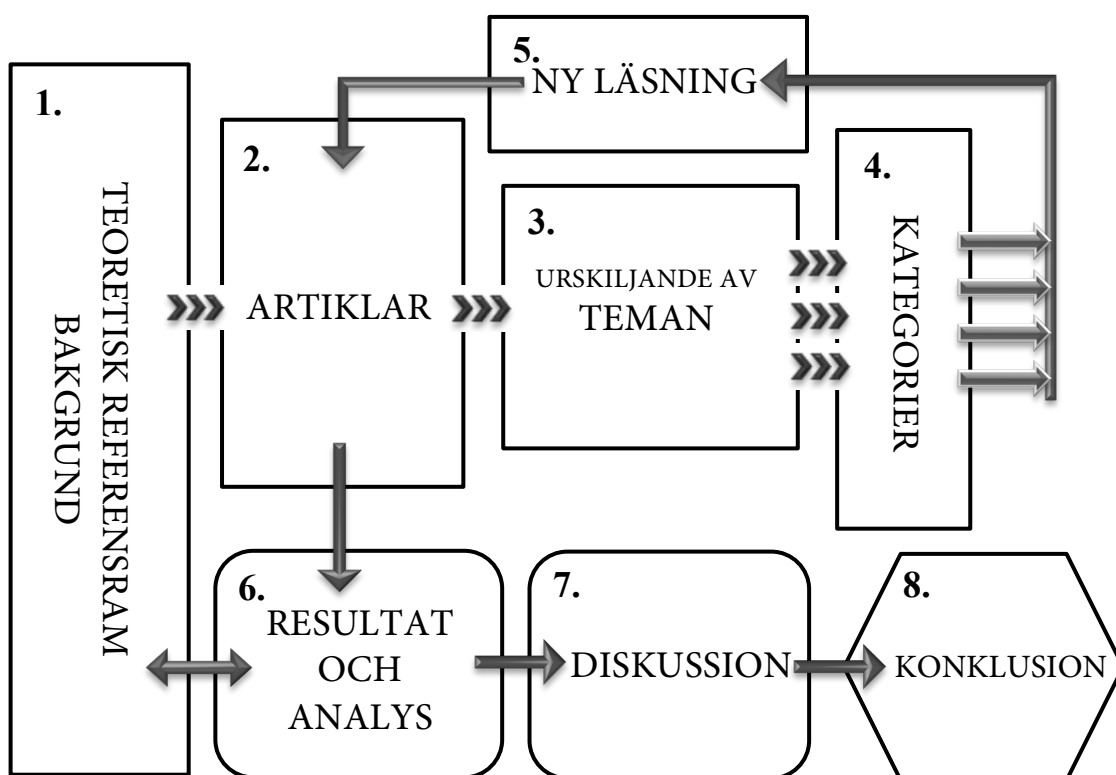 1.
TEORETISK REFERENSRAM
BAKGRUND
2.
ARTIKLAR
3.
URSKILJANDE AV
TEMAN
4.
KATEGORIER
5.
NY LÄSNING
6.
RESULTAT
OCH
ANALYS
7.
DISKUSSION
8.
KONKLUSION